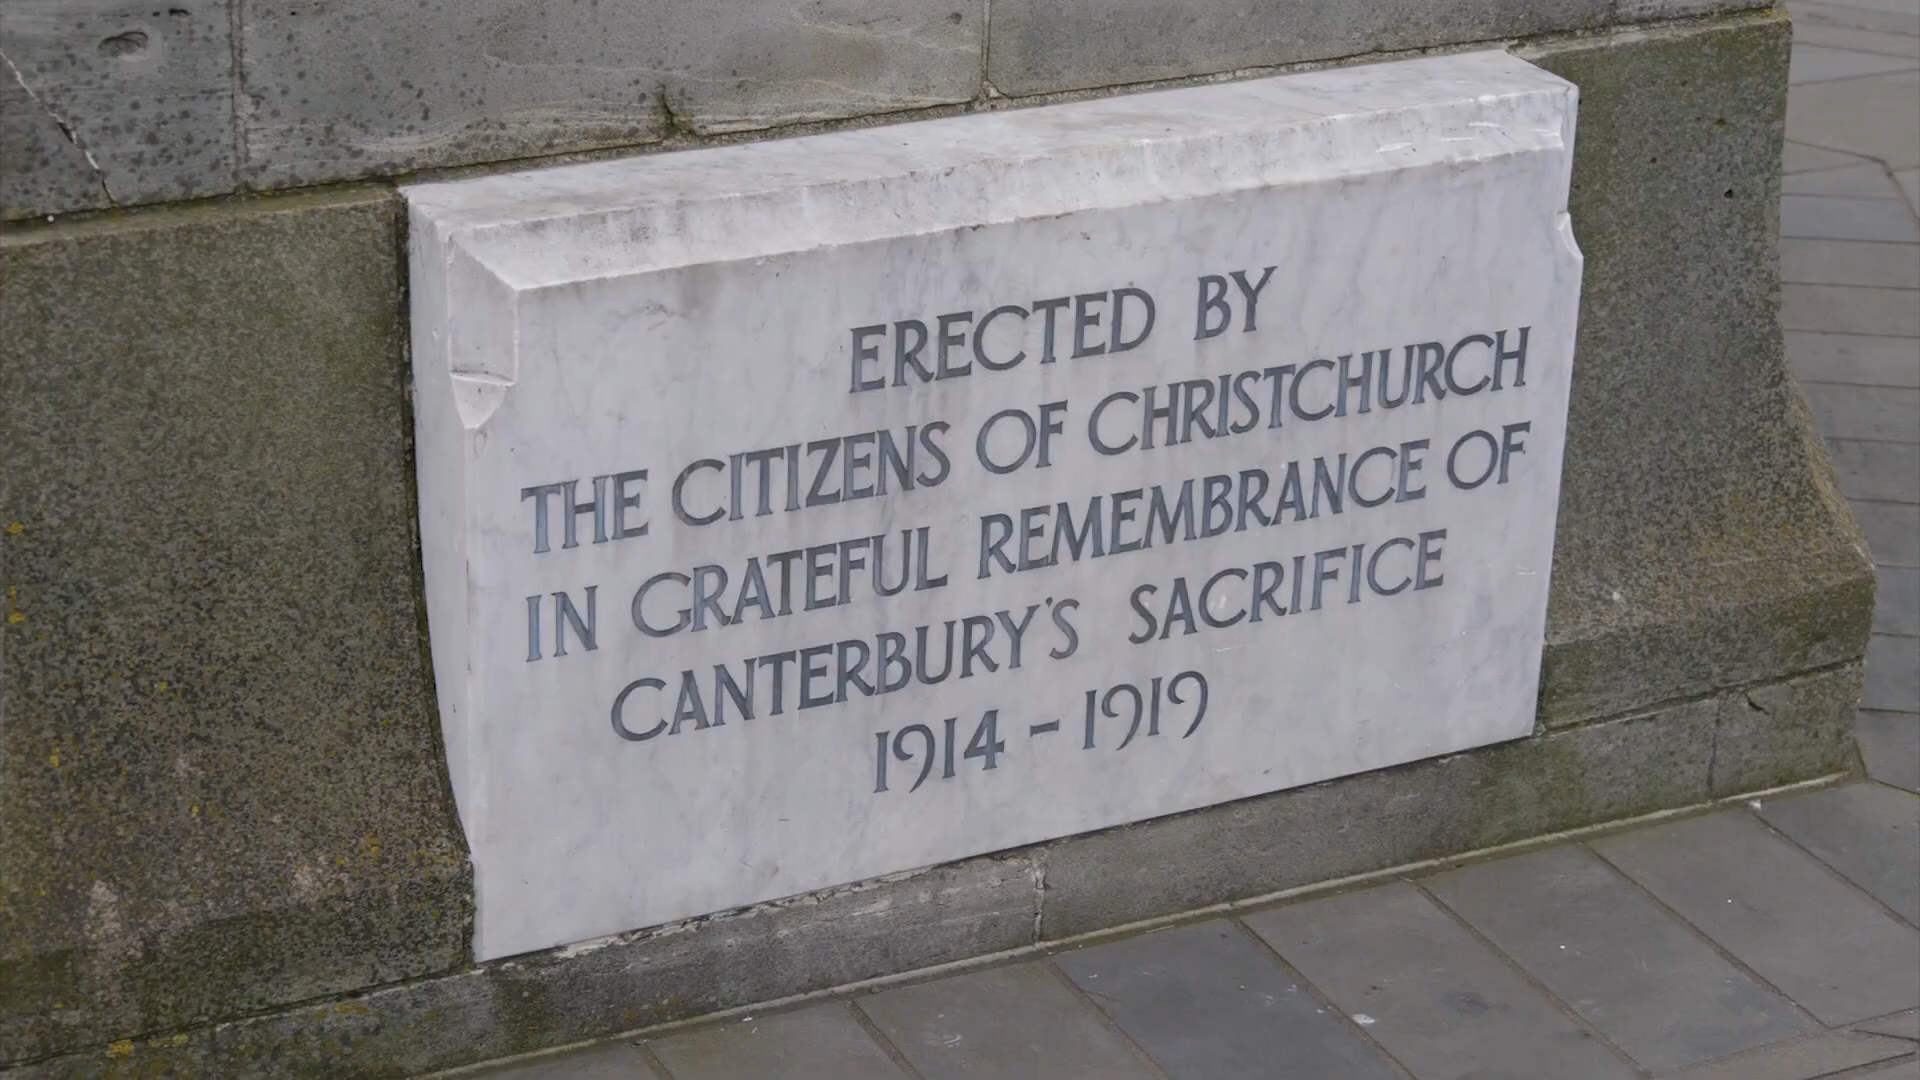 ERECTED BY
THE CITIZENS OF CHRISTCHURCH
IN GRATEFUL REMEMBRANCE OF
CANTERBURY'S SACRIFICE
1914 - 1919